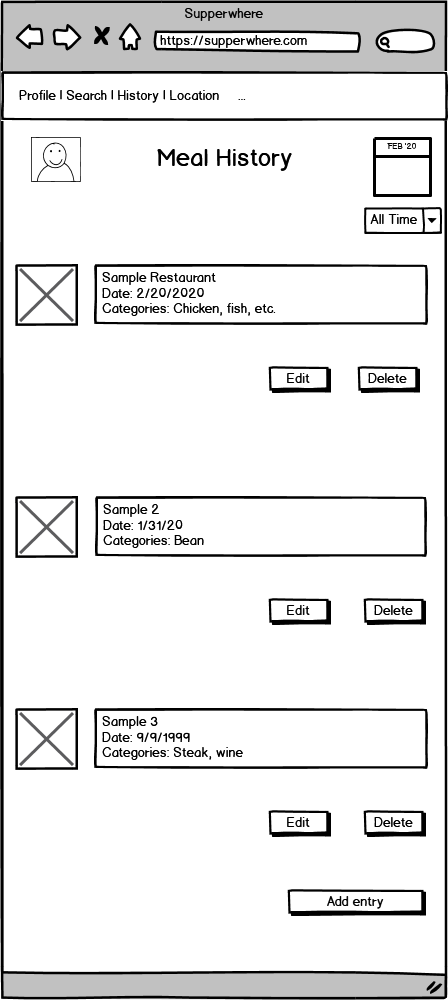 Supperwhere
https://supperwhere.com
Profile | Search | History | Location ...
Meal History
FEB '20
All Time
Sample Restaurant
Date: 2/20/2020
Categories: Chicken, fish, etc.
Edit Delete
Sample 2
Date: 1/31/20
Categories: Bean
Edit Delete
Sample 3
Date: 9/9/1999
Categories: Steak, wine
Edit Delete
Add entry